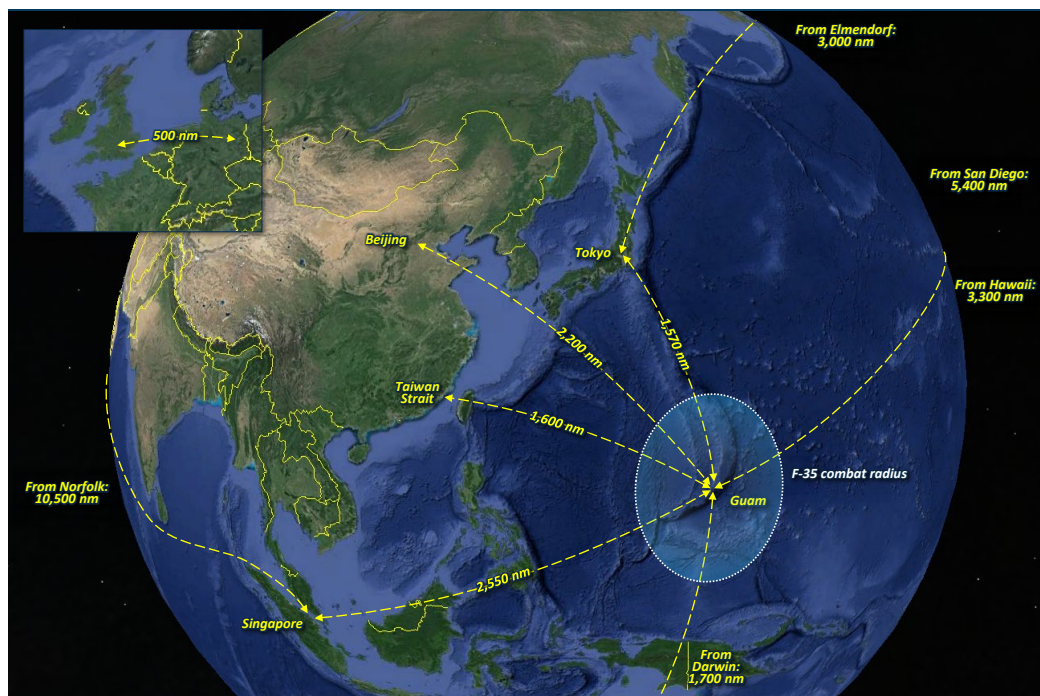 From Elmendorf:
3,000 nm
500 nm
From San Diego:
5,400 nm
Beijing
Tokyo
From Hawaii:
3,300 nm
2,200 nm
1,570 nm
Taiwan
Strait
1,600 nm
F-35 combat radius
Guam
From Norfolk:
10,500 nm
2,550 nm
Singapore
From
Darwin:
1,700 nm